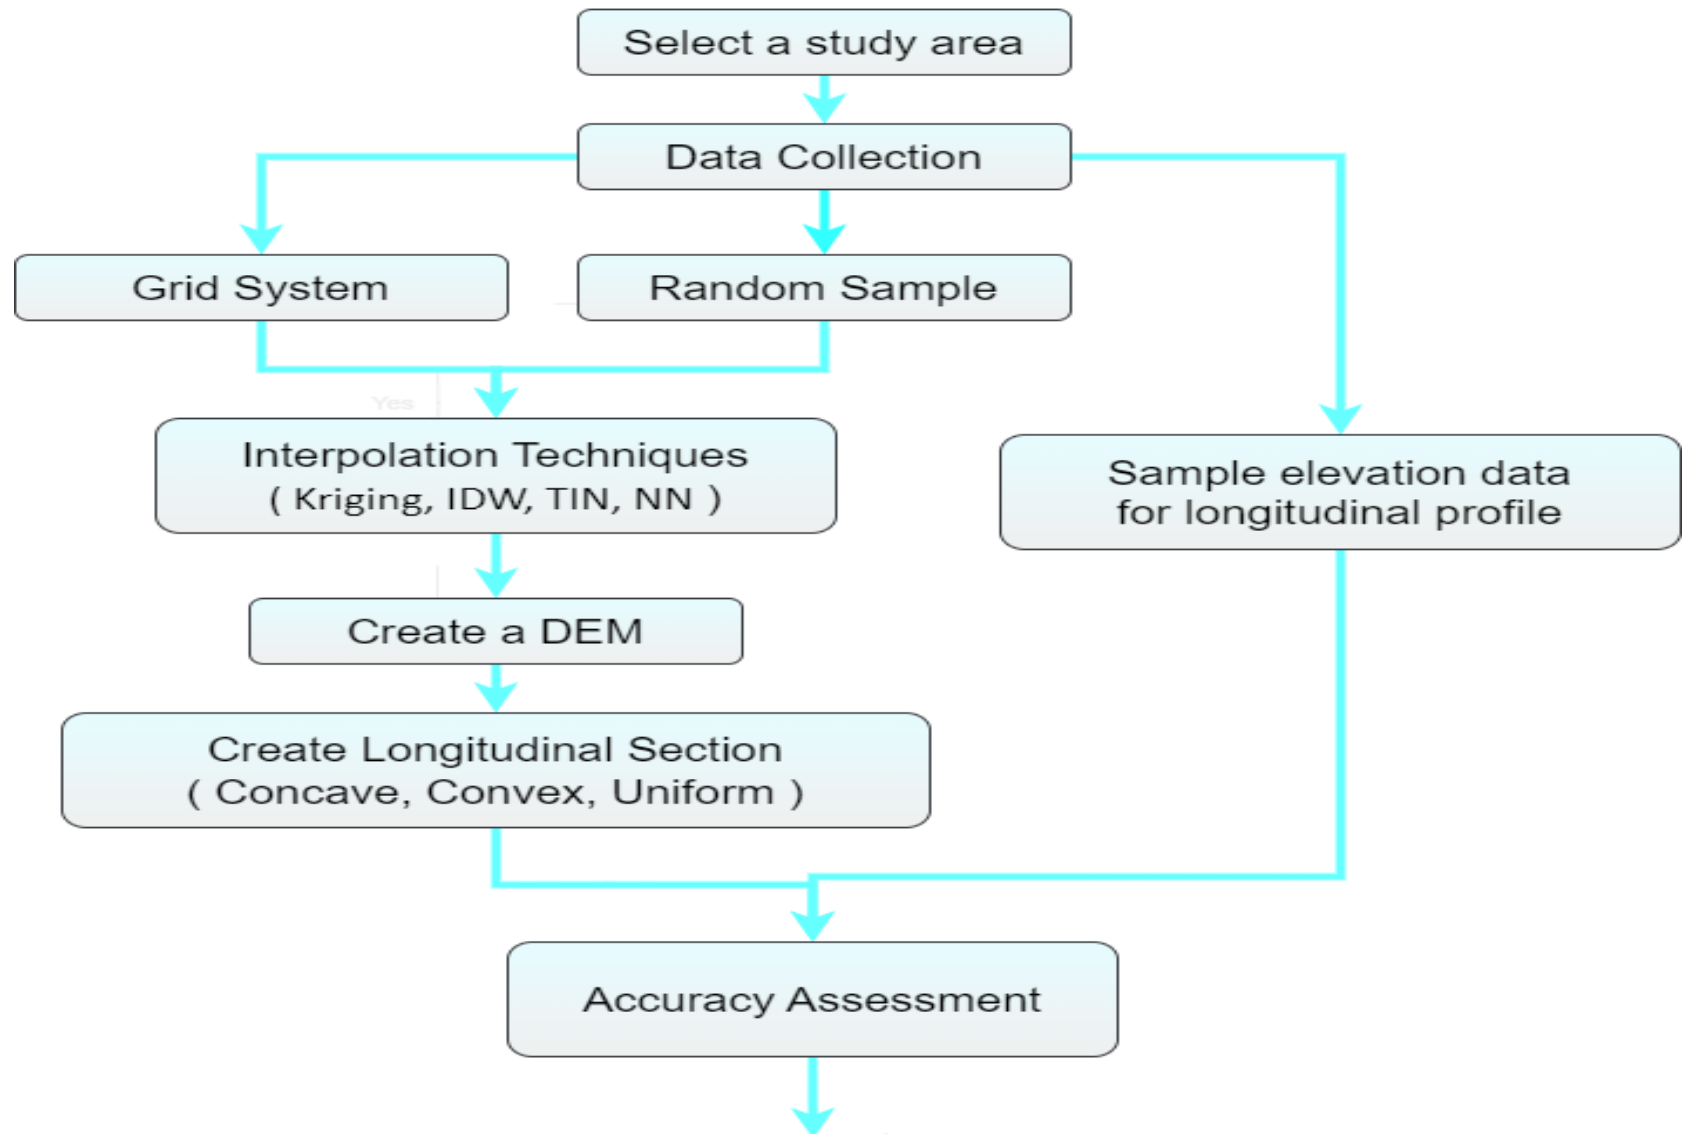 Select a study area
Data Collection
Grid System
Random Sample
Yes
Interpolation Techniques
( Kriging, IDW, TIN, NN )
Sample elevation data
for longitudinal profile
Create a DEM
Create Longitudinal Section
( Concave, Convex, Uniform )
Accuracy Assessment